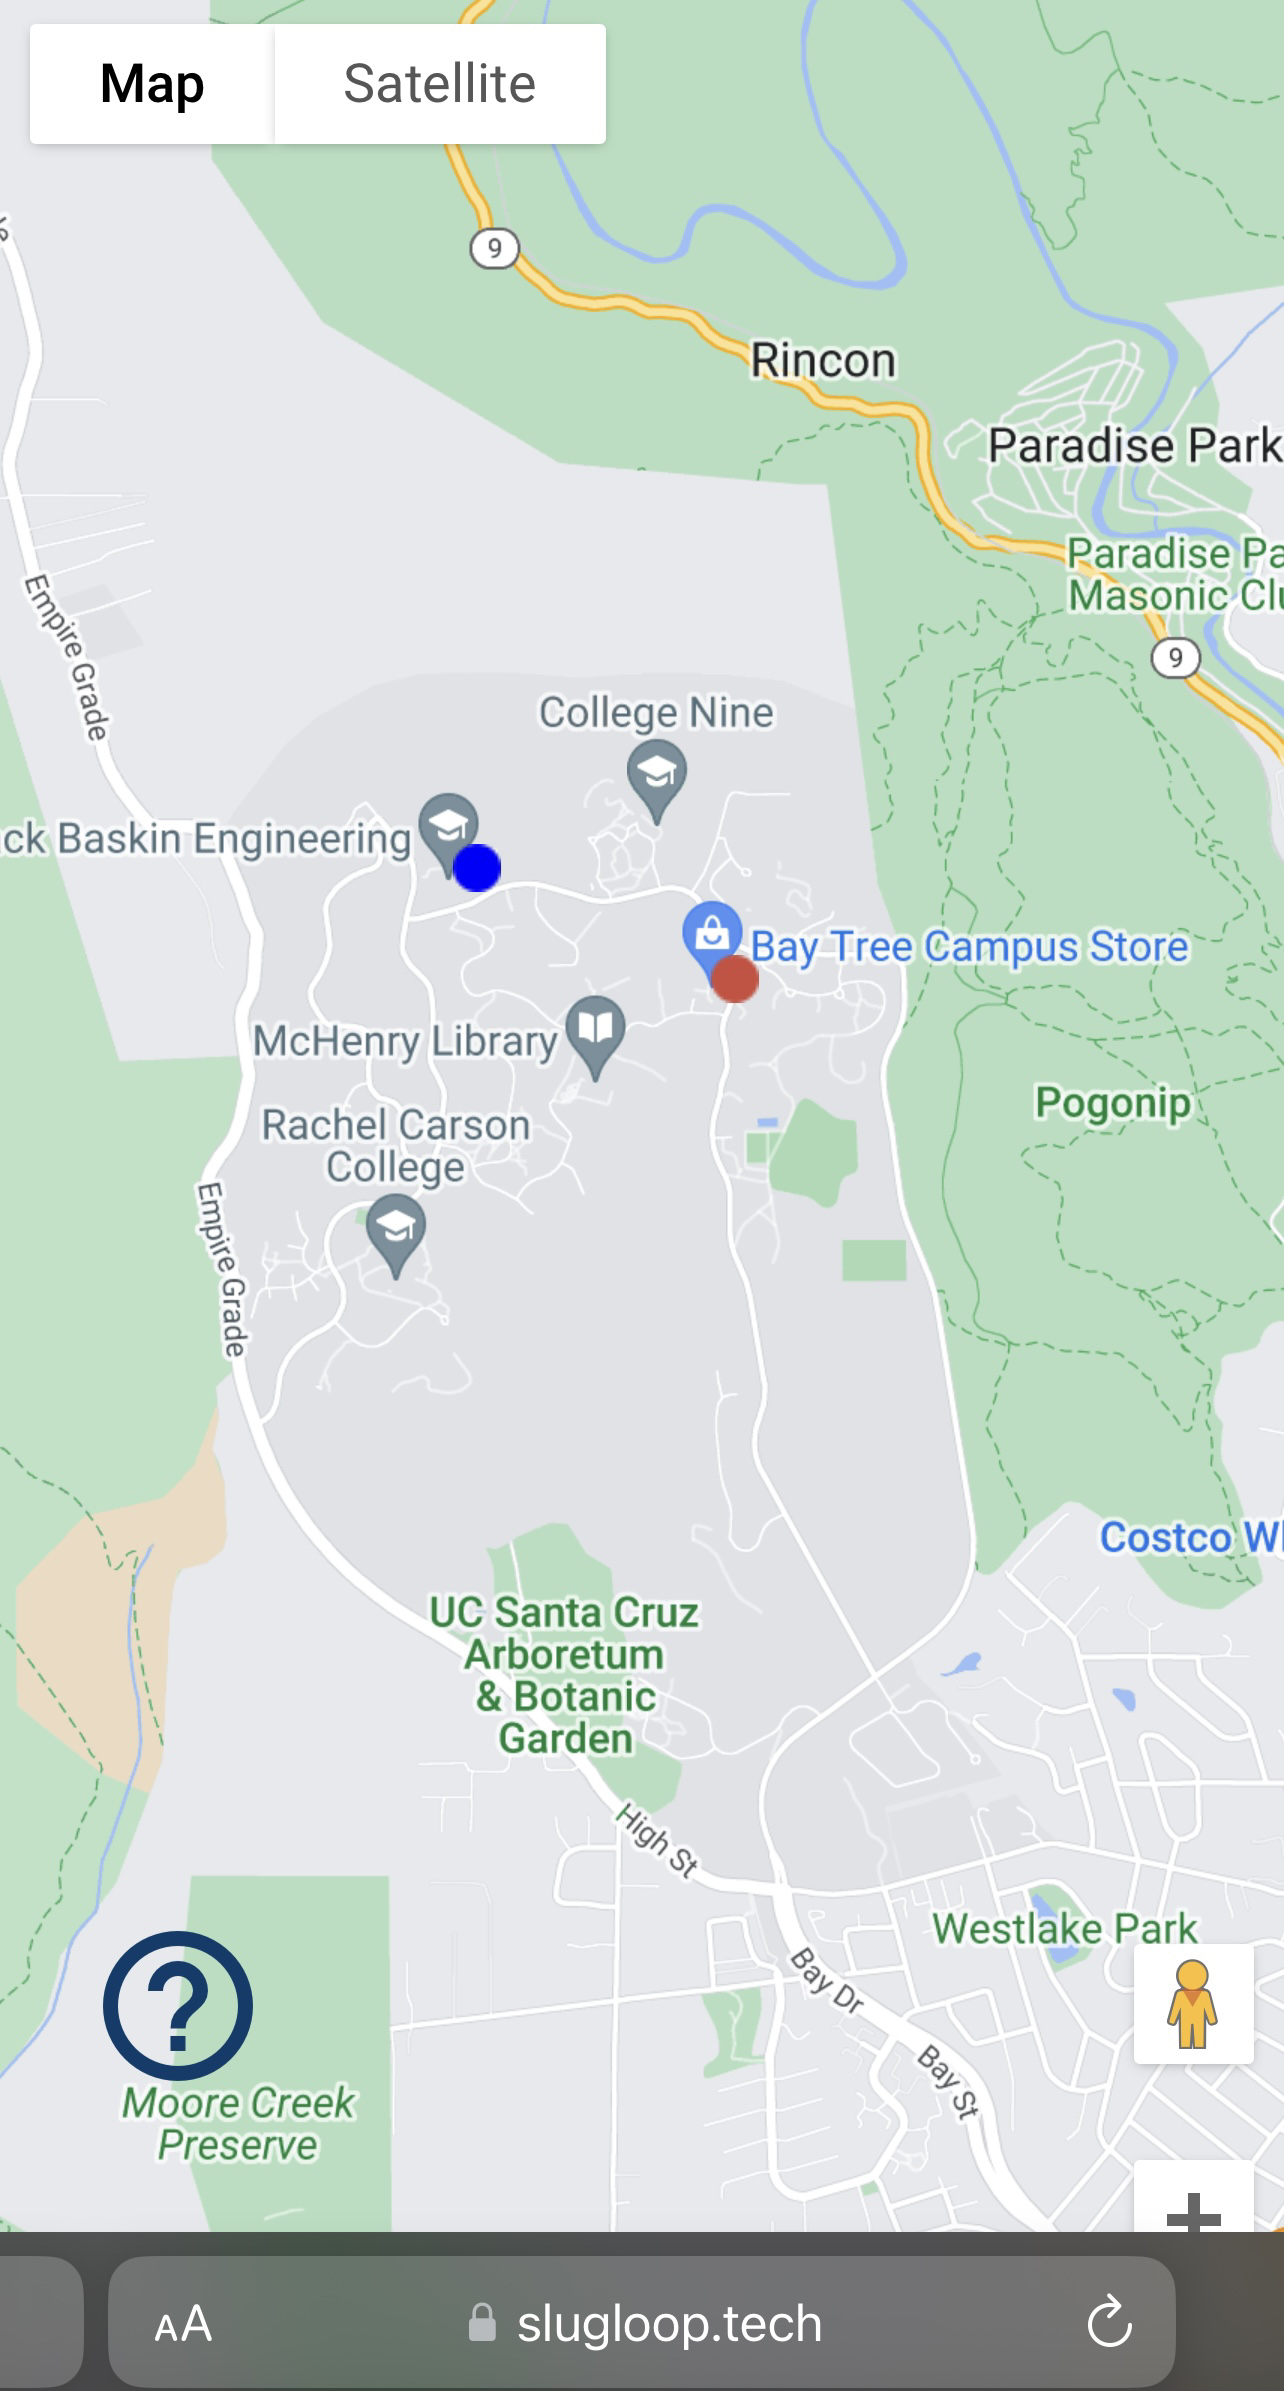 Map
Satellite
9
Rincon
Paradise Park
Paradise Pa
Masonic Clu
Empire Grade
9
College Nine
ck Baskin Engineering
Bay Tree Campus Store
McHenry Library
Pogonip
Rachel Carson
College
Empire Grade
Costco Wh
UC Santa Cruz
Arboretum
& Botanic
Garden
High St
Westlake Park
Bay Dr
Bay St
?
Moore Creek
Preserve
+
AA
slugloop.tech